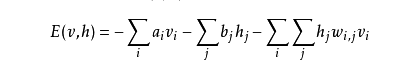 E(v,h) = − ∑_i a_i v_i − ∑_j b_j h_j − ∑_i ∑_j h_j w_{i,j} v_i